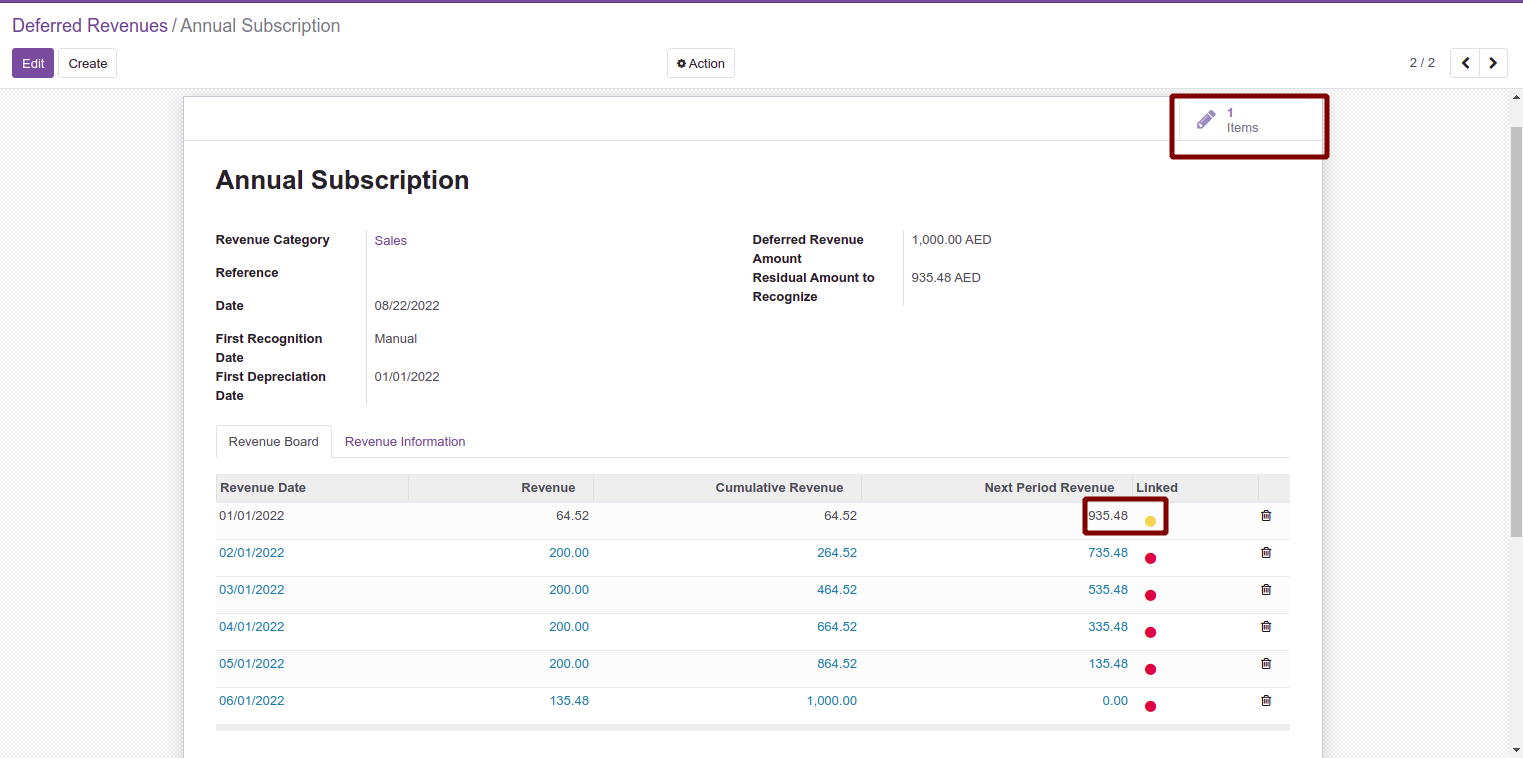 Deferred Revenues / Annual Subscription
Edit Create Action 2 / 2
1
Items
Annual Subscription
Revenue Category Sales
Reference
Date 08/22/2022
First Recognition Date Manual
First Depreciation Date 01/01/2022
Deferred Revenue Amount 1,000.00 AED
Residual Amount to Recognize 935.48 AED
Revenue Board Revenue Information
Revenue Date Revenue Cumulative Revenue Next Period Revenue Linked
01/01/2022 64.52 64.52 935.48
02/01/2022 200.00 264.52 735.48
03/01/2022 200.00 464.52 535.48
04/01/2022 200.00 664.52 335.48
05/01/2022 200.00 864.52 135.48
06/01/2022 135.48 1,000.00 0.00